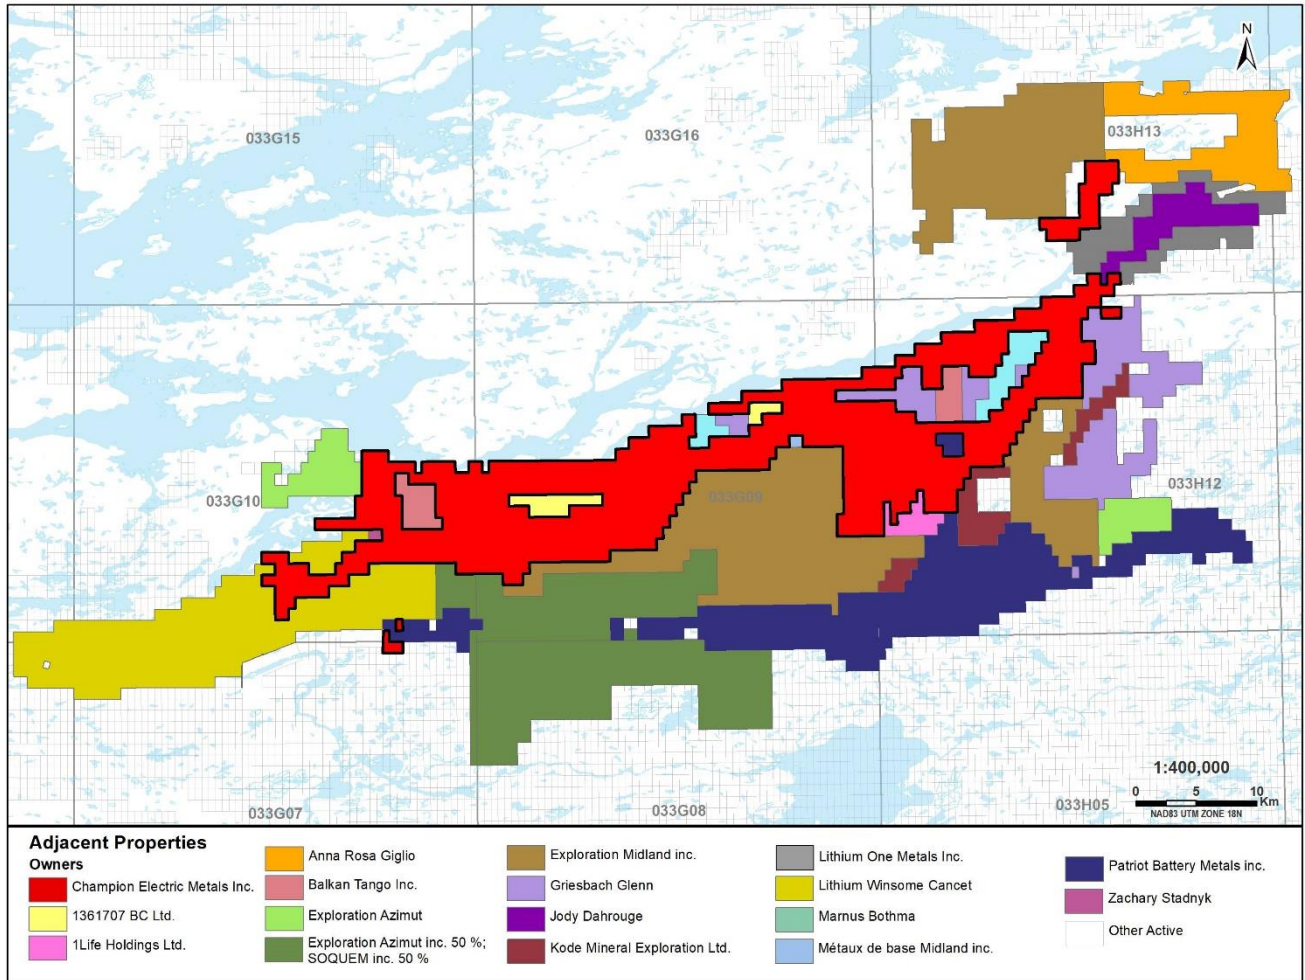 N
033G15
033G16
033H13
033G10
033G09
033H12
1:400,000
0 5 10 Km
NAD83 UTM ZONE 18N
033G07
033G08
033H05
Adjacent Properties
Owners
Champion Electric Metals Inc.
1361707 BC Ltd.
1Life Holdings Ltd.
Anna Rosa Giglio
Balkan Tango Inc.
Exploration Azimut
Exploration Azimut inc. 50 %;
SOQUEM inc. 50 %
Exploration Midland inc.
Griesbach Glenn
Jody Dahrouge
Kode Mineral Exploration Ltd.
Lithium One Metals Inc.
Lithium Winsome Cancet
Marnus Bothma
Métaux de base Midland inc.
Patriot Battery Metals inc.
Zachary Stadnyk
Other Active